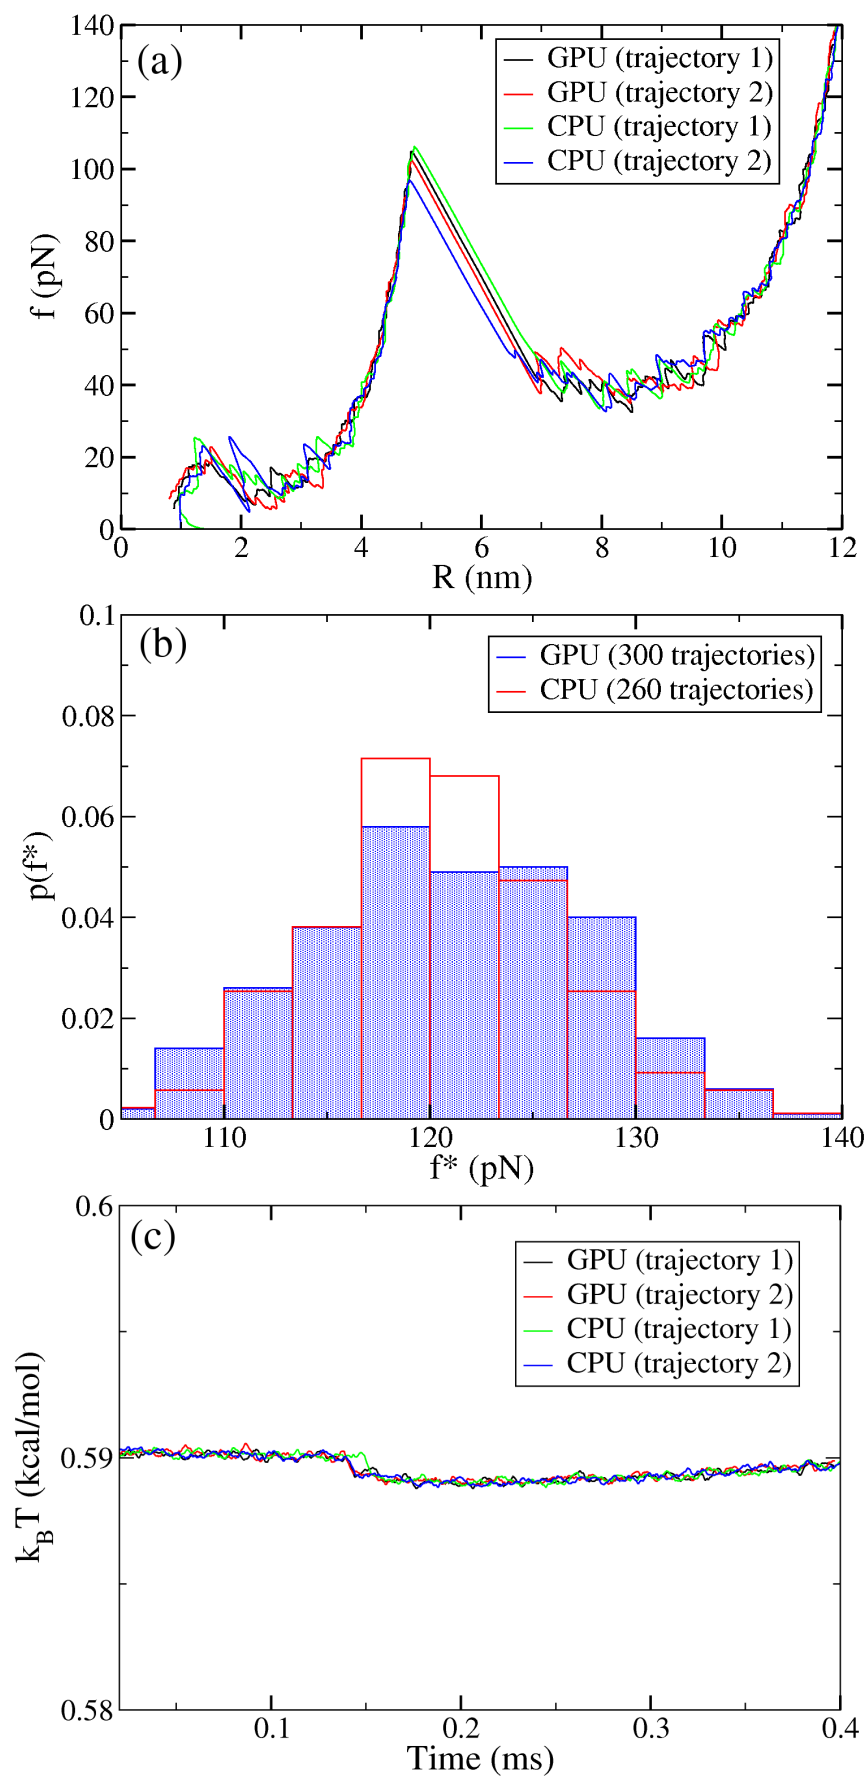 140
(a)
GPU (trajectory 1)
GPU (trajectory 2)
CPU (trajectory 1)
CPU (trajectory 2)
120
100
80
60
40
20
0
f (pN)
0 2 4 6 8 10 12
R (nm)
0.1
(b)
GPU (300 trajectories)
CPU (260 trajectories)
0.08
0.06
0.04
0.02
0
p(f*)
110 120 130 140
f* (pN)
0.6
(c)
GPU (trajectory 1)
GPU (trajectory 2)
CPU (trajectory 1)
CPU (trajectory 2)
0.59
0.58
k_B T (kcal/mol)
0.1 0.2 0.3 0.4
Time (ms)